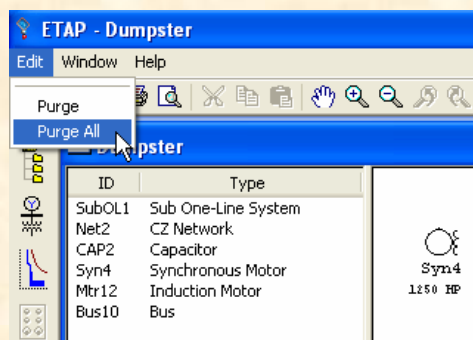 ETAP - Dumpster
Edit Window Help
Purge
Purge All
Dumpster
ID Type
SubOL1 Sub One-Line System
Net2 CZ Network
CAP2 Capacitor
Syn4 Synchronous Motor
Mtr12 Induction Motor
Bus10 Bus
Syn4
1250 HP